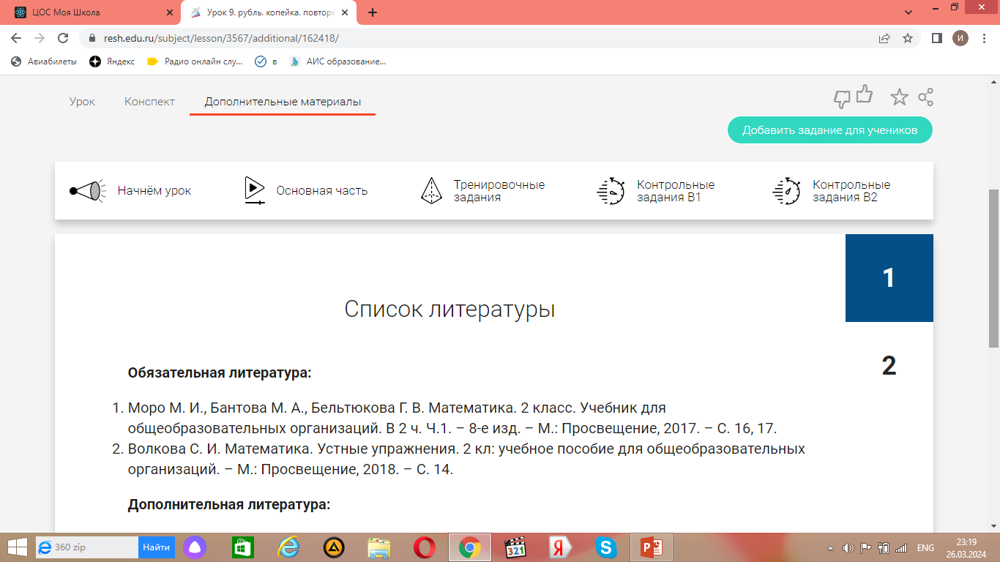 ЦОС Моя Школа
Урок 9. рубль. копейка. повторе
resh.edu.ru/subject/lesson/3567/additional/162418/
И
Авиабилеты
Яндекс
Радио онлайн слу...
в
АИС образование...
Урок
Конспект
Дополнительные материалы
Добавить задание для учеников
Начнём урок
Основная часть
Тренировочные
задания
Контрольные
задания В1
Контрольные
задания В2
1
2
Список литературы
Обязательная литература:
1. Моро М. И., Бантова М. А., Бельтюкова Г. В. Математика. 2 класс. Учебник для
общеобразовательных организаций. В 2 ч. Ч.1. – 8-е изд. – М.: Просвещение, 2017. – С. 16, 17.
2. Волкова С. И. Математика. Устные упражнения. 2 кл: учебное пособие для общеобразовательных
организаций. – М.: Просвещение, 2018. – С. 14.
Дополнительная литература:
360 zip
Найти
321
Я
S
P
ENG
23:19
26.03.2024